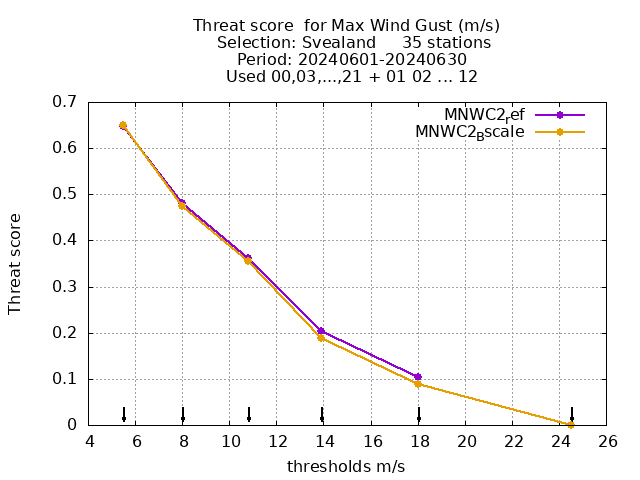 Threat score  for Max Wind Gust (m/s)
Selection: Svealand     35 stations
Period: 20240601-20240630
Used 00,03,...,21 + 01 02 ... 12
MNWC2_ref
MNWC2_Bscale
Threat score
0.7
0.6
0.5
0.4
0.3
0.2
0.1
0
4 6 8 10 12 14 16 18 20 22 24 26
thresholds m/s